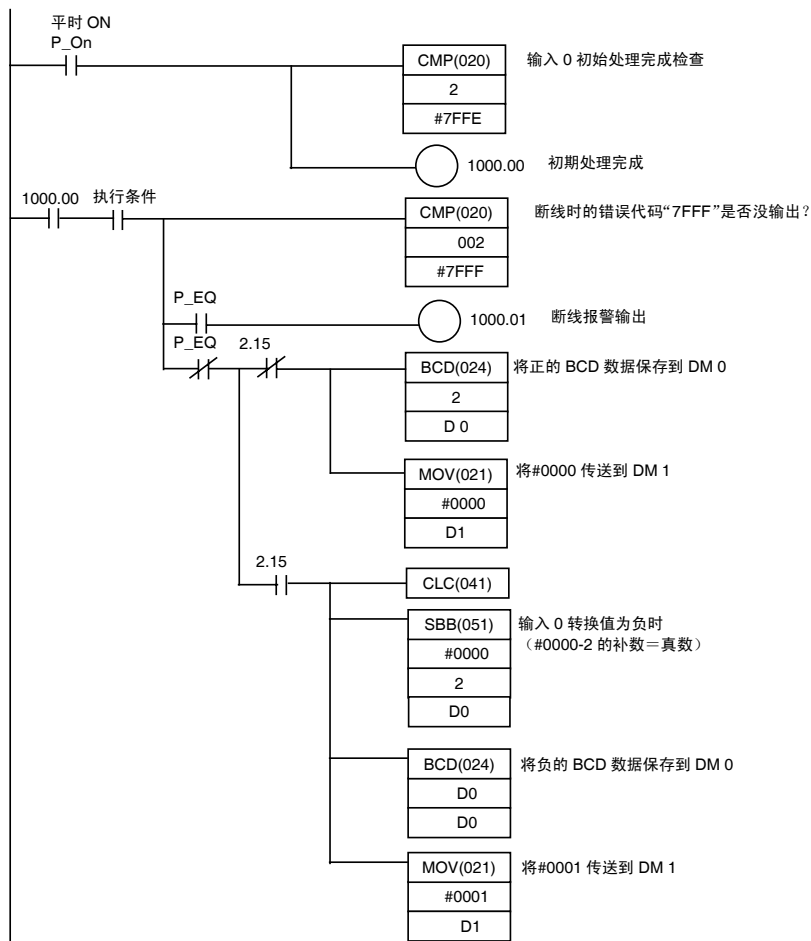 平时 ON
P_On
CMP(020)
输入 0 初始处理完成检查
2
#7FFE
1000.00
初期处理完成
1000.00
执行条件
CMP(020)
断线时的错误代码“7FFF”是否没输出？
002
#7FFF
P_EQ
1000.01
断线报警输出
P_EQ
2.15
BCD(024)
将正的 BCD 数据保存到 DM 0
2
D 0
MOV(021)
将#0000 传送到 DM 1
#0000
D1
2.15
CLC(041)
SBB(051)
输入 0 转换值为负时
（#0000-2 的补数＝真数）
#0000
2
D0
BCD(024)
将负的 BCD 数据保存到 DM 0
D0
D0
MOV(021)
将#0001 传送到 DM 1
#0001
D1